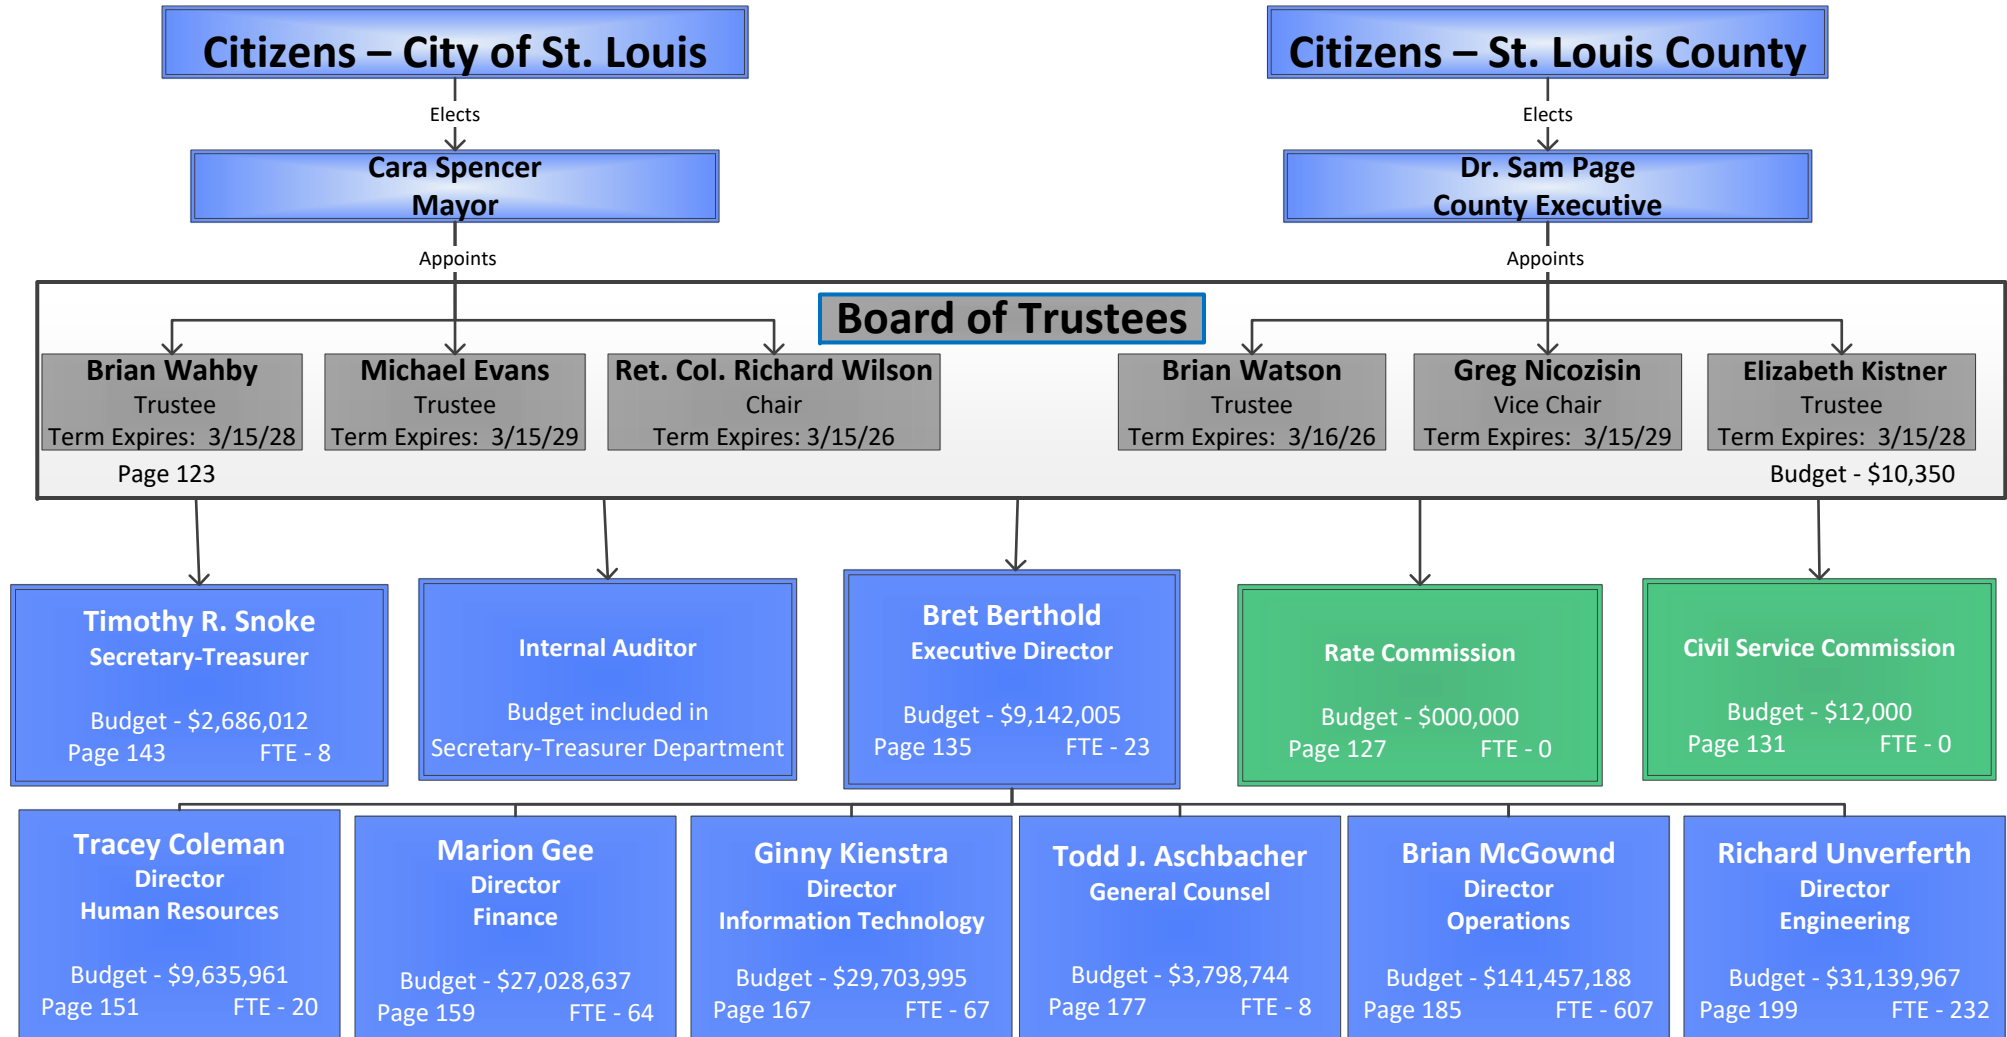 Citizens – City of St. Louis
Citizens – St. Louis County
Elects
Elects
Cara Spencer
Mayor
Dr. Sam Page
County Executive
Appoints
Appoints
Board of Trustees
Brian Wahby
Trustee
Term Expires: 3/15/28
Michael Evans
Trustee
Term Expires: 3/15/29
Ret. Col. Richard Wilson
Chair
Term Expires: 3/15/26
Brian Watson
Trustee
Term Expires: 3/16/26
Greg Nicozisin
Vice Chair
Term Expires: 3/15/29
Elizabeth Kistner
Trustee
Term Expires: 3/15/28
Page 123
Budget - $10,350
Timothy R. Snoke
Secretary-Treasurer
Budget - $2,686,012
Page 143 FTE - 8
Internal Auditor
Budget included in
Secretary-Treasurer Department
Bret Berthold
Executive Director
Budget - $9,142,005
Page 135 FTE - 23
Rate Commission
Budget - $000,000
Page 127 FTE - 0
Civil Service Commission
Budget - $12,000
Page 131 FTE - 0
Tracey Coleman
Director
Human Resources
Budget - $9,635,961
Page 151 FTE - 20
Marion Gee
Director
Finance
Budget - $27,028,637
Page 159 FTE - 64
Ginny Kienstra
Director
Information Technology
Budget - $29,703,995
Page 167 FTE - 67
Todd J. Aschbacher
General Counsel
Budget - $3,798,744
Page 177 FTE - 8
Brian McGownd
Director
Operations
Budget - $141,457,188
Page 185 FTE - 607
Richard Unverferth
Director
Engineering
Budget - $31,139,967
Page 199 FTE - 232